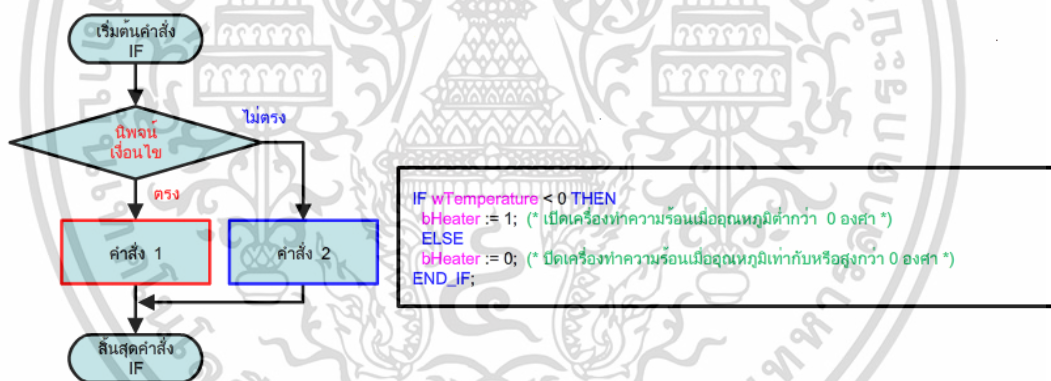 เริ่มต้นคำสั่ง
IF
นิพจน์
เงื่อนไข
ไม่ตรง
ตรง
คำสั่ง 1
คำสั่ง 2
สิ้นสุดคำสั่ง
IF
IF wTemperature < 0 THEN
bHeater := 1; (* เปิดเครื่องทำความร้อนเมื่ออุณหภูมิต่ำกว่า 0 องศา *)
ELSE
bHeater := 0; (* ปิดเครื่องทำความร้อนเมื่ออุณหภูมิเท่ากับหรือสูงกว่า 0 องศา *)
END_IF;